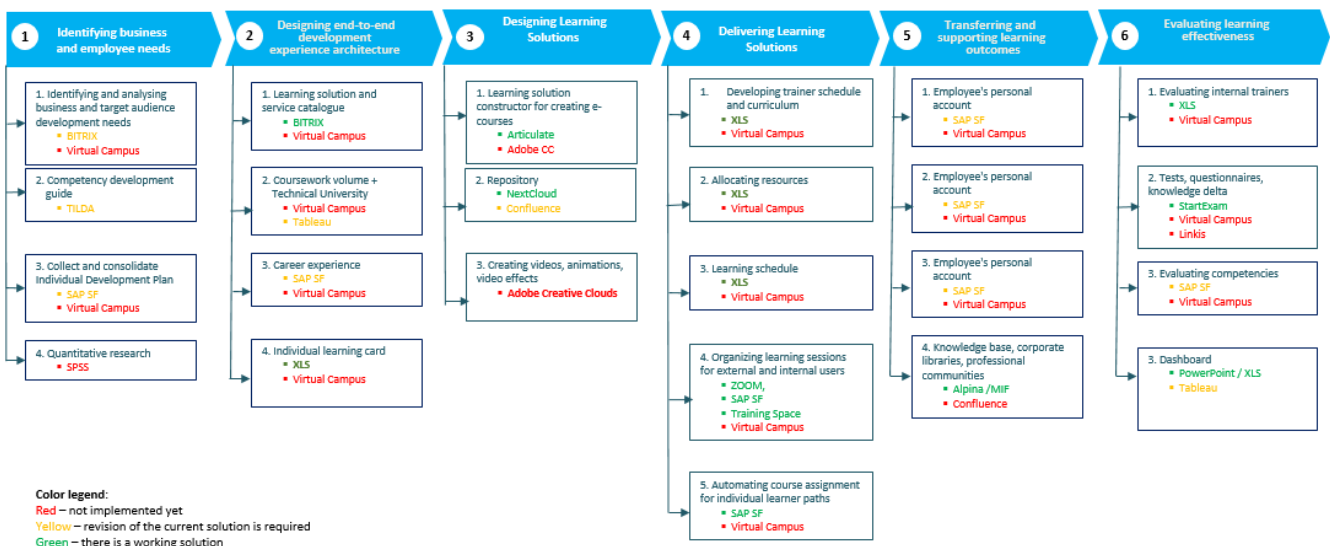 1
Identifying business
and employee needs
1. Identifying and analysing
business and target audience
development needs
▪ BITRIX
▪ Virtual Campus
2. Competency development
guide
▪ TILDA
3. Collect and consolidate
Individual Development Plan
▪ SAP SF
▪ Virtual Campus
4. Quantitative research
▪ SPSS
2
Designing end-to-end
development
experience architecture
1. Learning solution and
service catalogue
▪ BITRIX
▪ Virtual Campus
2. Coursework volume +
Technical University
▪ Virtual Campus
▪ Tableau
3. Career experience
▪ SAP SF
▪ Virtual Campus
4. Individual learning card
▪ XLS
▪ Virtual Campus
3
Designing Learning
Solutions
1. Learning solution
constructor for creating e-
courses
▪ Articulate
▪ Adobe CC
2. Repository
▪ NextCloud
▪ Confluence
3. Creating videos, animations,
video effects
▪ Adobe Creative Clouds
4
Delivering Learning
Solutions
1. Developing trainer schedule
and curriculum
▪ XLS
▪ Virtual Campus
2. Allocating resources
▪ XLS
▪ Virtual Campus
3. Learning schedule
▪ XLS
▪ Virtual Campus
4. Organizing learning sessions
for external and internal users
▪ ZOOM,
▪ SAP SF
▪ Training Space
▪ Virtual Campus
5. Automating course assignment
for individual learner paths
▪ SAP SF
▪ Virtual Campus
5
Transferring and
supporting learning
outcomes
1. Employee's personal
account
▪ SAP SF
▪ Virtual Campus
2. Employee's personal
account
▪ SAP SF
▪ Virtual Campus
3. Employee's personal
account
▪ SAP SF
▪ Virtual Campus
4. Knowledge base, corporate
libraries, professional
communities
▪ Alpina /MIF
▪ Confluence
6
Evaluating learning
effectiveness
1. Evaluating internal trainers
▪ XLS
▪ Virtual Campus
2. Tests, questionnaires,
knowledge delta
▪ StartExam
▪ Virtual Campus
▪ Linkis
3. Evaluating competencies
▪ SAP SF
▪ Virtual Campus
3. Dashboard
▪ PowerPoint / XLS
▪ Tableau
Color legend:
Red – not implemented yet
Yellow – revision of the current solution is required
Green – there is a working solution